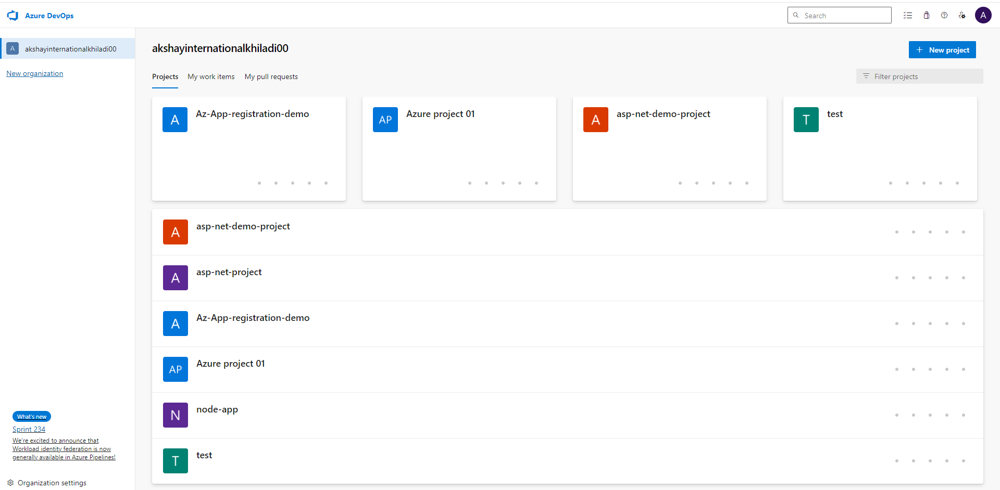 Azure DevOps
Search
A
A
akshayinternationalkhiladi00
New organization
akshayinternationalkhiladi00
New project
Projects
My work items
My pull requests
Filter projects
A
Az-App-registration-demo
AP
Azure project 01
A
asp-net-demo-project
T
test
A
asp-net-demo-project
A
asp-net-project
A
Az-App-registration-demo
AP
Azure project 01
N
node-app
T
test
What's new
Sprint 234
We're excited to announce that
Workload identity federation is now
generally available in Azure Pipelines!
Organization settings